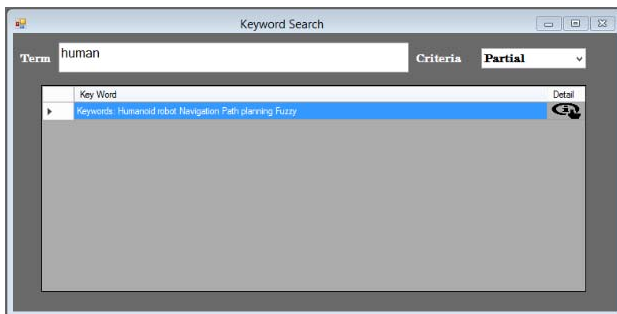 Keyword Search
Term human Criteria Partial
Key Word Detail
Keywords: Humanoid robot Navigation Path planning Fuzzy